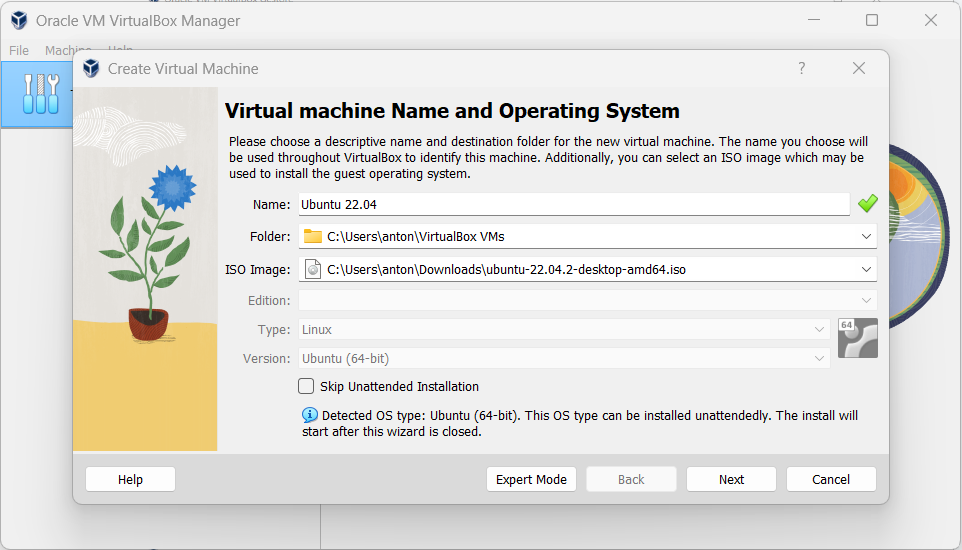 Oracle VM VirtualBox Manager
File Machine Help
Create Virtual Machine
?
Virtual machine Name and Operating System
Please choose a descriptive name and destination folder for the new virtual machine. The name you choose will
be used throughout VirtualBox to identify this machine. Additionally, you can select an ISO image which may be
used to install the guest operating system.
Name: Ubuntu 22.04
Folder: C:\Users\anton\VirtualBox VMs
ISO Image: C:\Users\anton\Downloads\ubuntu-22.04.2-desktop-amd64.iso
Edition:
Type: Linux
64
Version: Ubuntu (64-bit)
Skip Unattended Installation
Detected OS type: Ubuntu (64-bit). This OS type can be installed unattendedly. The install will
start after this wizard is closed.
Help Expert Mode Back Next Cancel